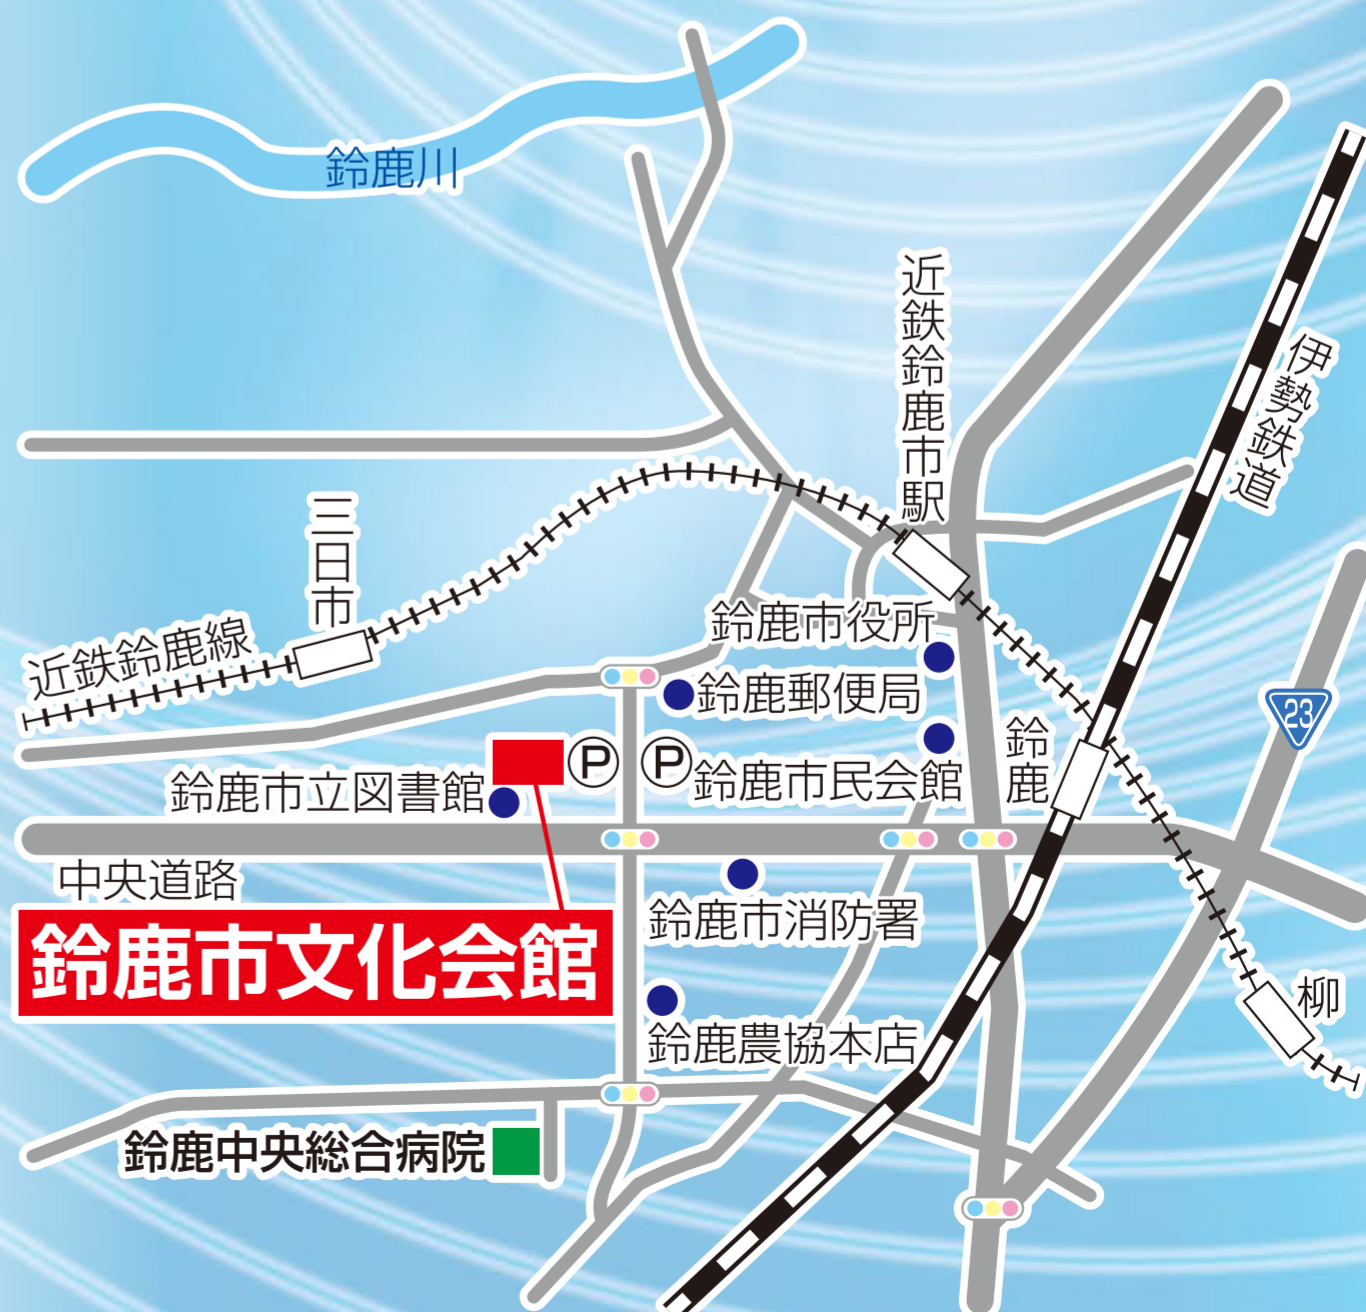 鈴鹿川
近鉄鈴鹿市駅
伊勢鉄道
三日市
近鉄鈴鹿線
鈴鹿市役所
鈴鹿郵便局
23
鈴鹿
P
P
鈴鹿市民会館
鈴鹿市立図書館
中央道路
鈴鹿市消防署
鈴鹿市文化会館
柳
鈴鹿農協本店
鈴鹿中央総合病院